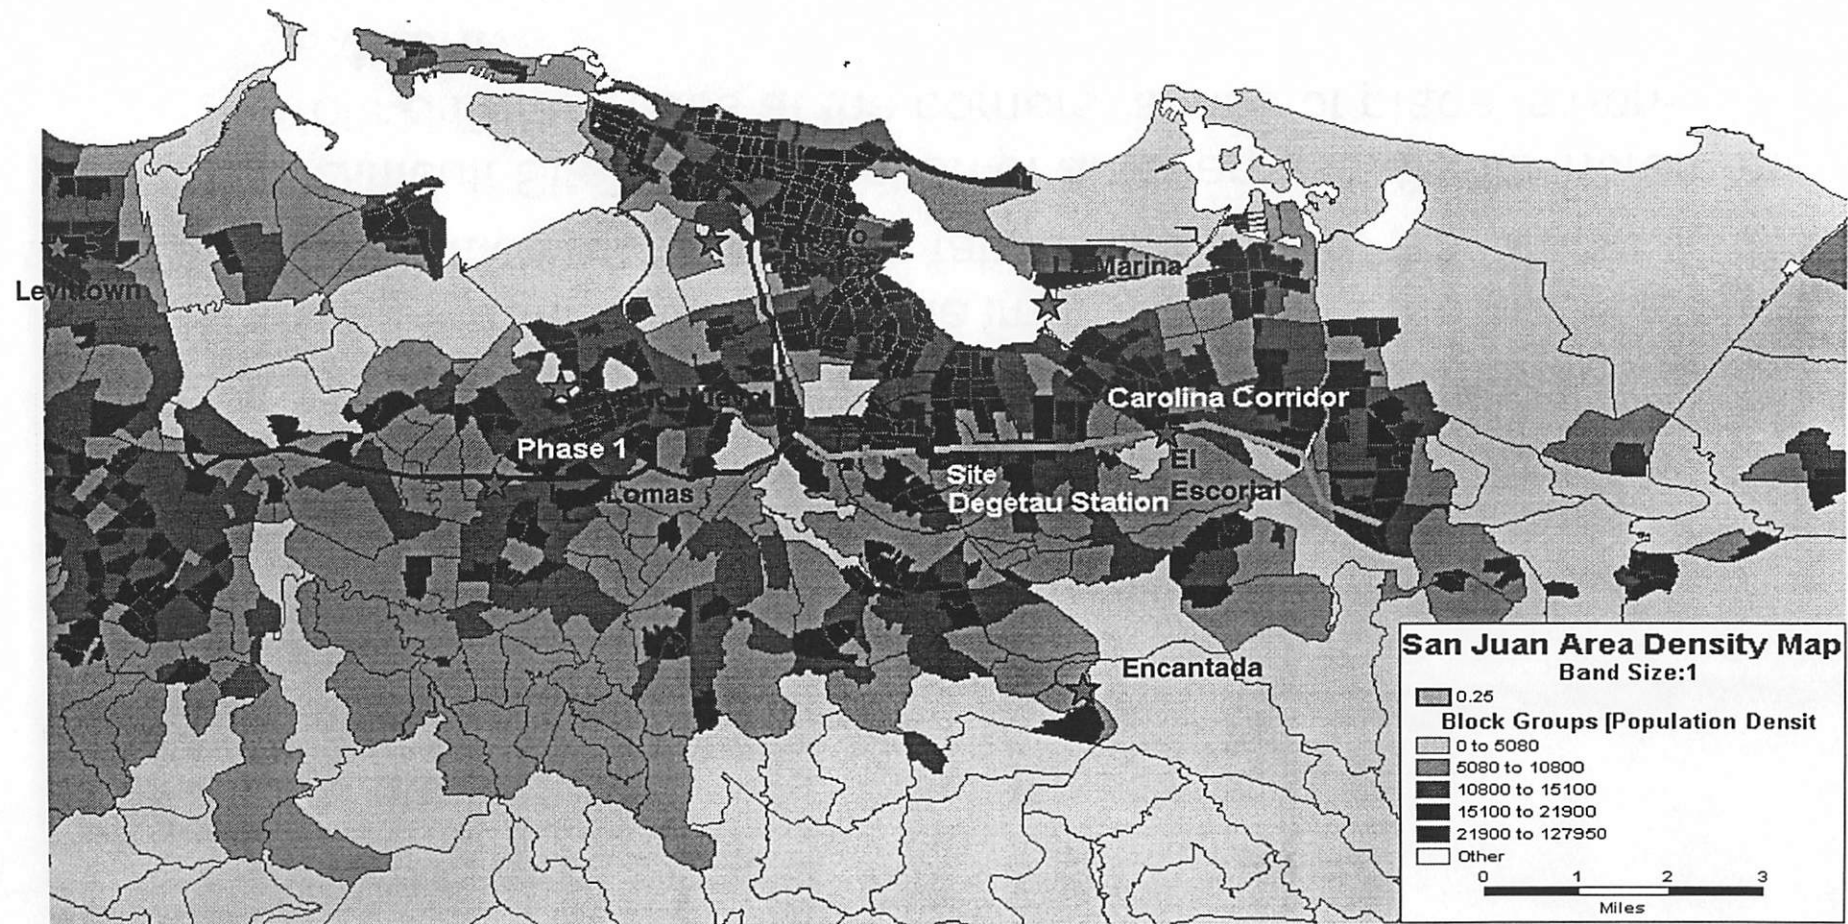 Levittown
La Marina
Carolina Corridor
Phase 1
Lomas
Site
Degetau Station
El
Escorial
Encantada
San Juan Area Density Map
Band Size:1
0.25
Block Groups [Population Densit
0 to 5080
5080 to 10800
10800 to 15100
15100 to 21900
21900 to 127950
Other
0 1 2 3
Miles